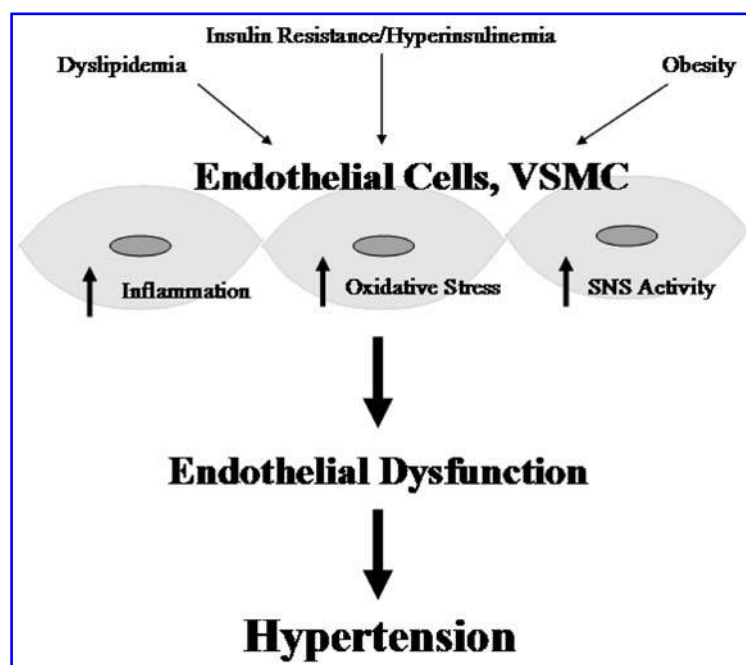 Insulin Resistance/Hyperinsulinemia
Dyslipidemia
Obesity
Endothelial Cells, VSMC
Inflammation
Oxidative Stress
SNS Activity
Endothelial Dysfunction
Hypertension